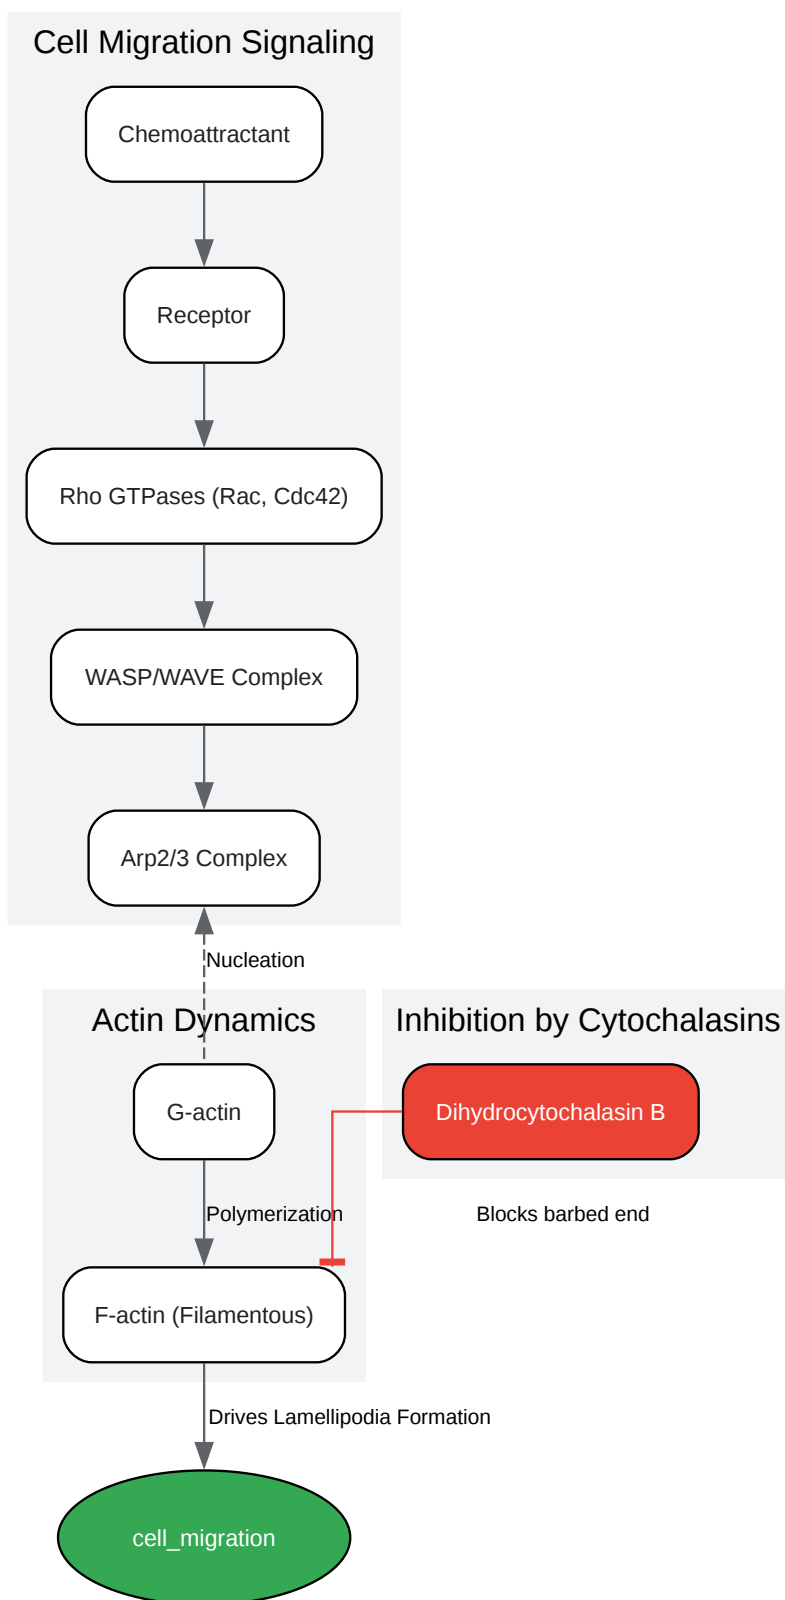 Cell Migration Signaling
Chemoattractant
Receptor
Rho GTPases (Rac, Cdc42)
WASP/WAVE Complex
Arp2/3 Complex
Nucleation
Actin Dynamics
Inhibition by Cytochalasins
G-actin
Dihydrocytochalasin B
Polymerization
Blocks barbed end
F-actin (Filamentous)
Drives Lamellipodia Formation
cell_migration